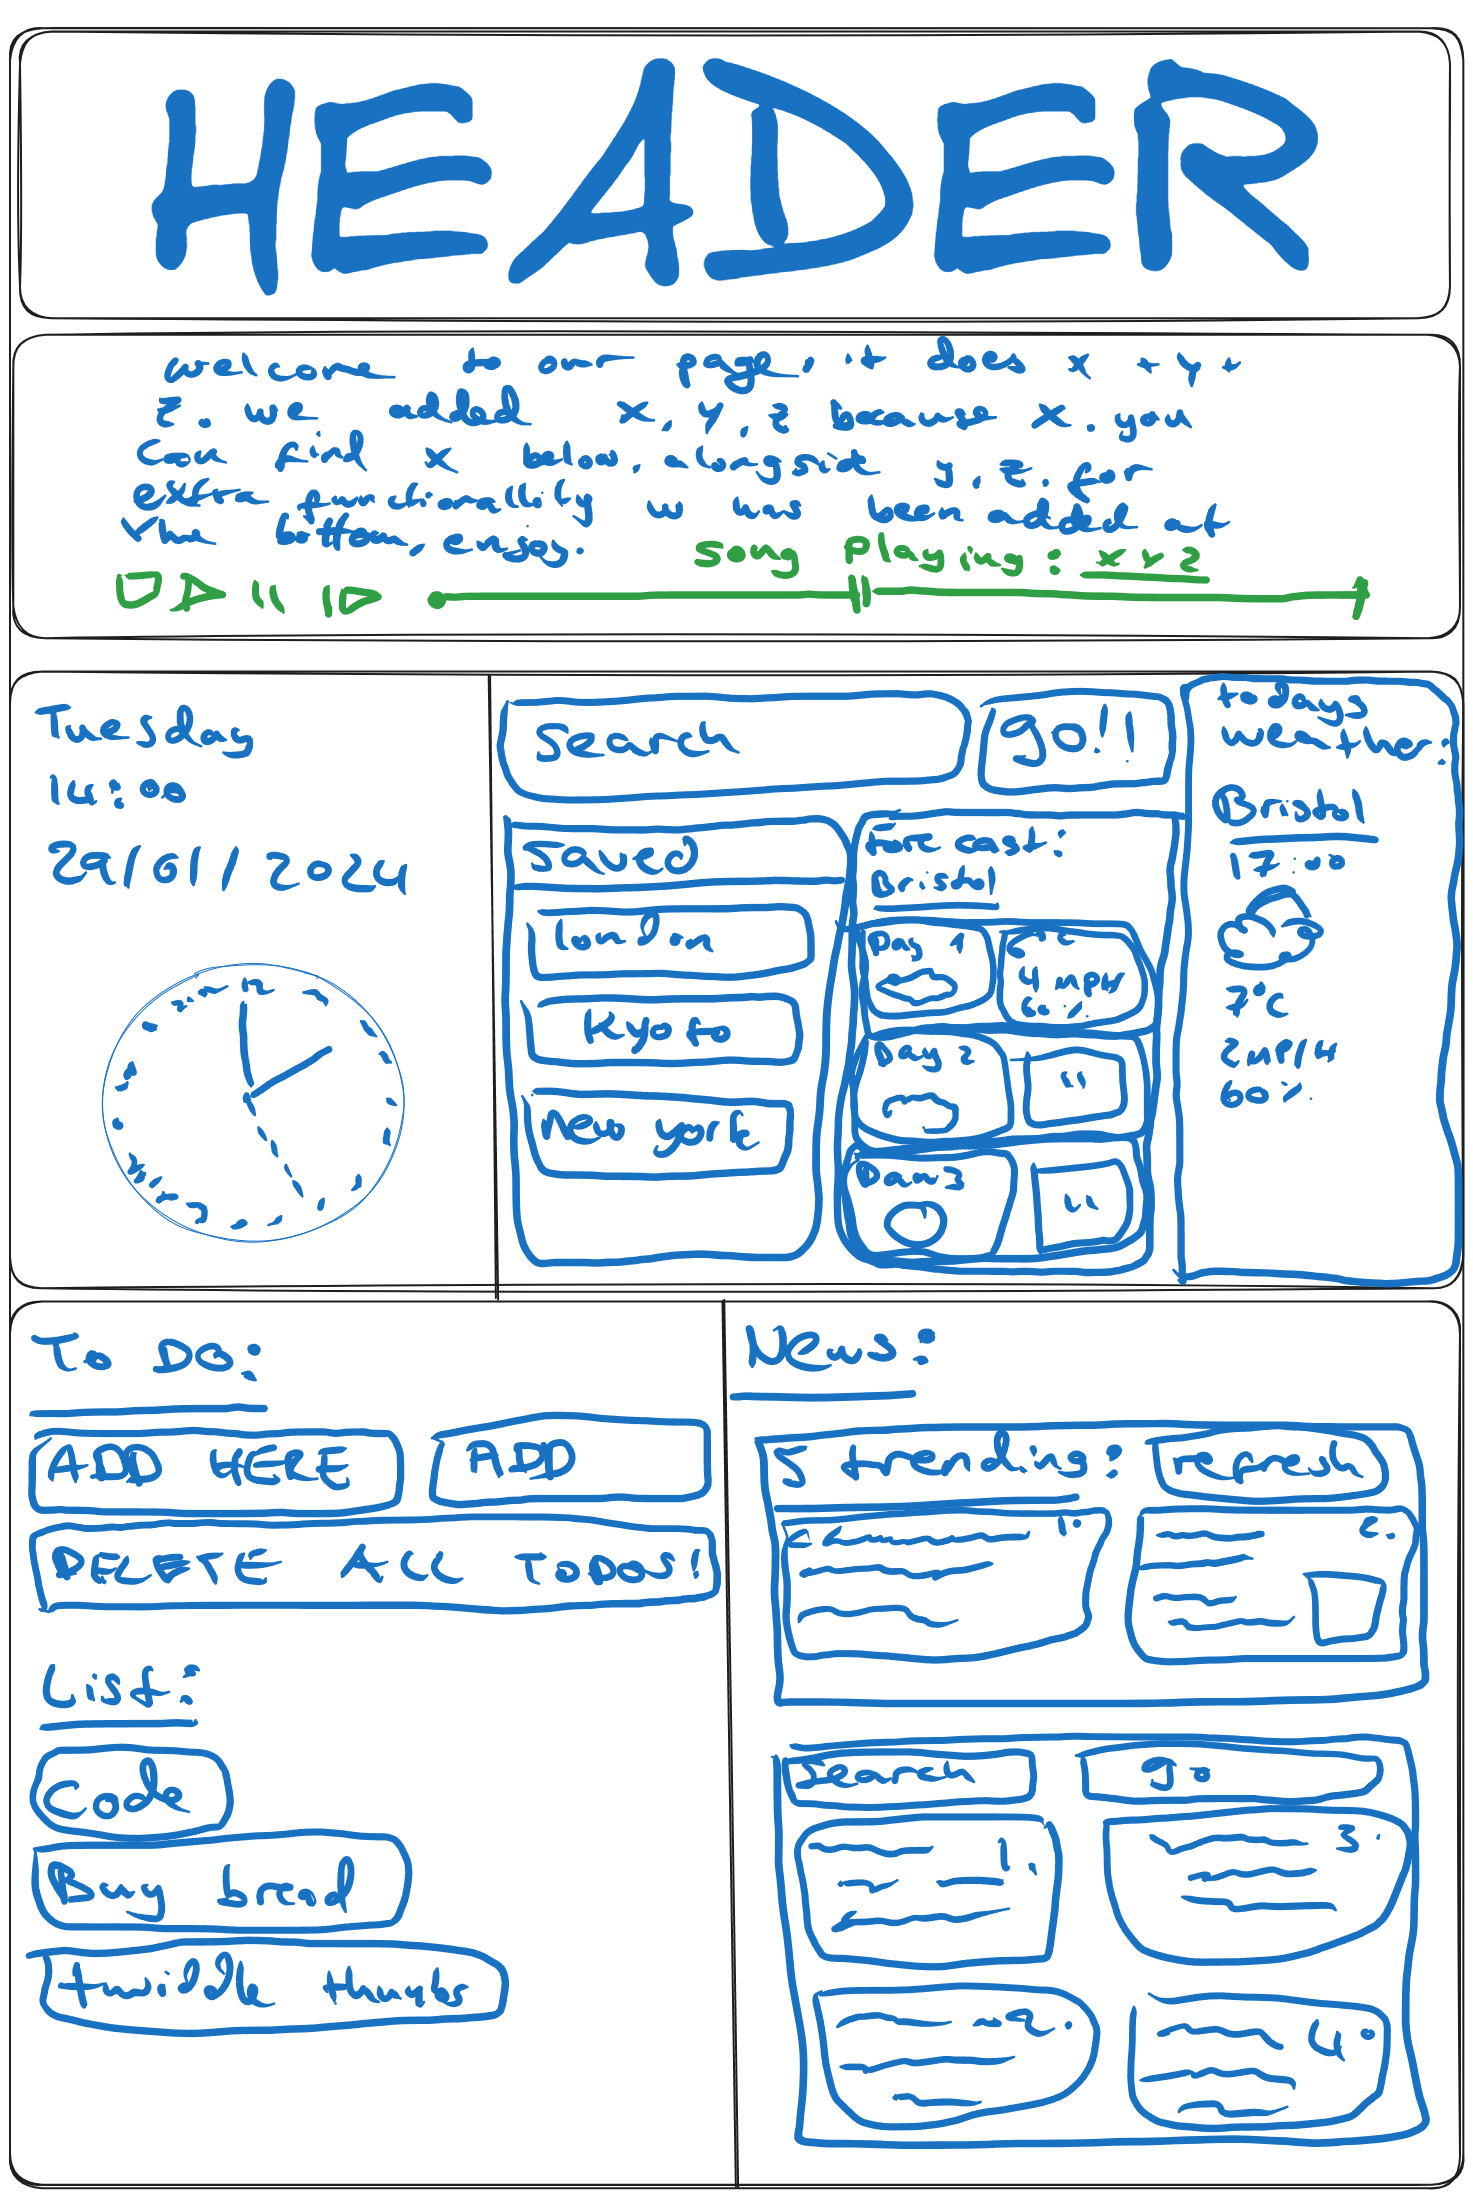 HEADER
welcome to our page, it does x + y +
z. we added x, y, z because x. you
can find x below, alongside y, z. for
extra functionallity w has been added at
the bottom, enjoy.
song playing: xyz
Tuesday
14:00
29/01/2024
12
Search
go!!
saved
london
Kyoto
New york
forecast:
Bristol
Day 1
6°C
4 MPH
60%.
Day 2
"
Day 3
"
todays
weather:
Bristol
17:00
7°C
2MPH
60%.
To DO:
ADD HERE
ADD
DELETE ALL TODOS!
List:
Code
Buy bread
twiddle thumbs
News:
5 trending:
refresh
1.
2.
Search
go
1.
3.
2.
4.